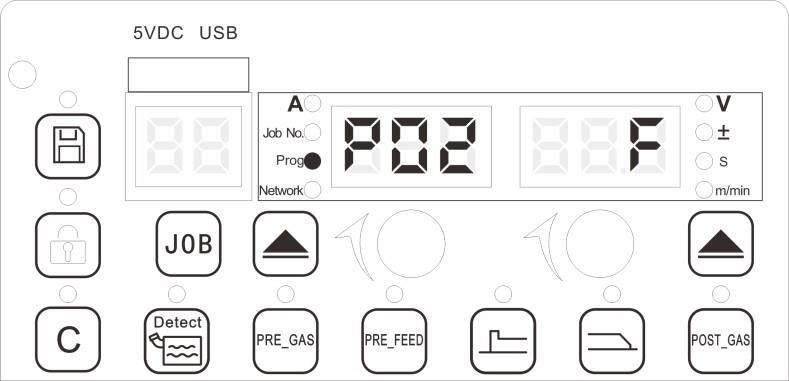 5VDC USB
A
V
Job No.
±
Prog
P02
F
S
Network
m/min
JOB
C
Detect
PRE_GAS
PRE_FEED
POST_GAS